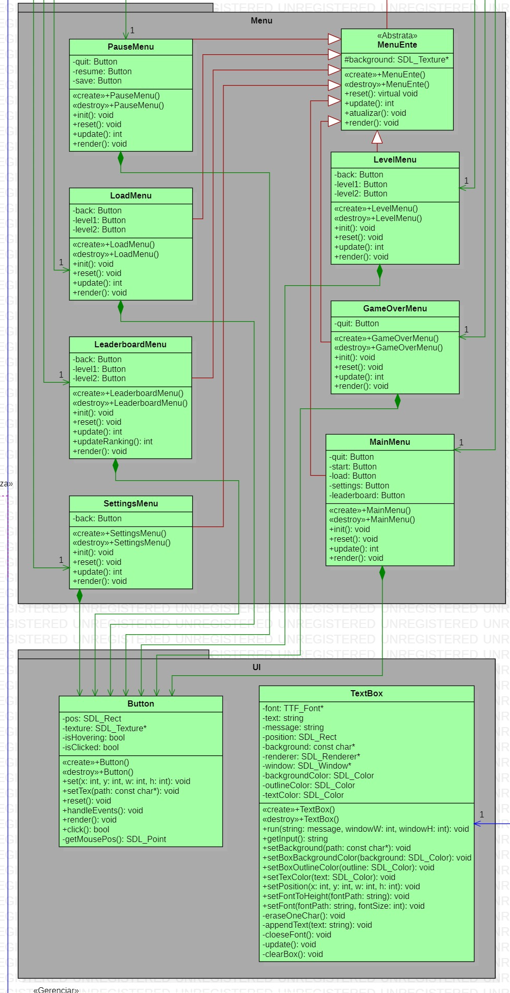 Menu
PauseMenu
-quit: Button
-resume: Button
-save: Button
«create»+PauseMenu()
«destroy»+PauseMenu()
+init(): void
+reset(): void
+update(): int
+render(): void
1
«Abstrata»
MenuEnte
#background: SDL_Texture*
«create»+MenuEnte()
«destroy»+MenuEnte()
+reset(): virtual void
+update(): int
+atualizar(): void
+render(): void
LevelMenu
-back: Button
-level1: Button
-level2: Button
«create»+LevelMenu()
«destroy»+LevelMenu()
+init(): void
+reset(): void
+update(): int
+render(): void
1
LoadMenu
-back: Button
-level1: Button
-level2: Button
«create»+LoadMenu()
«destroy»+LoadMenu()
+init(): void
+reset(): void
+update(): int
+render(): void
1
GameOverMenu
-quit: Button
«create»+GameOverMenu()
«destroy»+GameOverMenu()
+init(): void
+reset(): void
+update(): int
+render(): void
1
LeaderboardMenu
-back: Button
-level1: Button
-level2: Button
«create»+LeaderboardMenu()
«destroy»+LeaderboardMenu()
+init(): void
+reset(): void
+update(): int
+updateRanking(): int
+render(): void
1
MainMenu
-quit: Button
-start: Button
-load: Button
-settings: Button
-leaderboard: Button
«create»+MainMenu()
«destroy»+MainMenu()
+init(): void
+reset(): void
+update(): int
+render(): void
1
za»
SettingsMenu
-back: Button
«create»+SettingsMenu()
«destroy»+SettingsMenu()
+init(): void
+reset(): void
+update(): int
+render(): void
1
UI
Button
-pos: SDL_Rect
-texture: SDL_Texture*
-isHovering: bool
-isClicked: bool
«create»+Button()
«destroy»+Button()
+set(x: int, y: int, w: int, h: int): void
+setTex(path: const char*): void
+reset(): void
+handleEvents(): void
+render(): void
+click(): bool
-getMousePos(): SDL_Point
TextBox
-font: TTF_Font*
-text: string
-message: string
-position: SDL_Rect
-background: const char*
-renderer: SDL_Renderer*
-window: SDL_Window*
-backgroundColor: SDL_Color
-outlineColor: SDL_Color
-textColor: SDL_Color
«create»+TextBox()
«destroy»+TextBox()
+run(string: message, windowW: int, windowH: int): void
+getInput(): string
+setBackground(path: const char*): void
+setBoxBackgroundColor(background: SDL_Color): void
+setBoxOutlineColor(outline: SDL_Color): void
+setTexColor(text: SDL_Color): void
+setPosition(x: int, y: int, w: int, h: int): void
+setFontToHeight(fontPath: string): void
+setFont(fontPath: string, fontSize: int): void
-eraseOneChar(): void
-appendText(text: string): void
-cloeseFont(): void
-update(): void
-clearBox(): void
1
«Gerenciar»